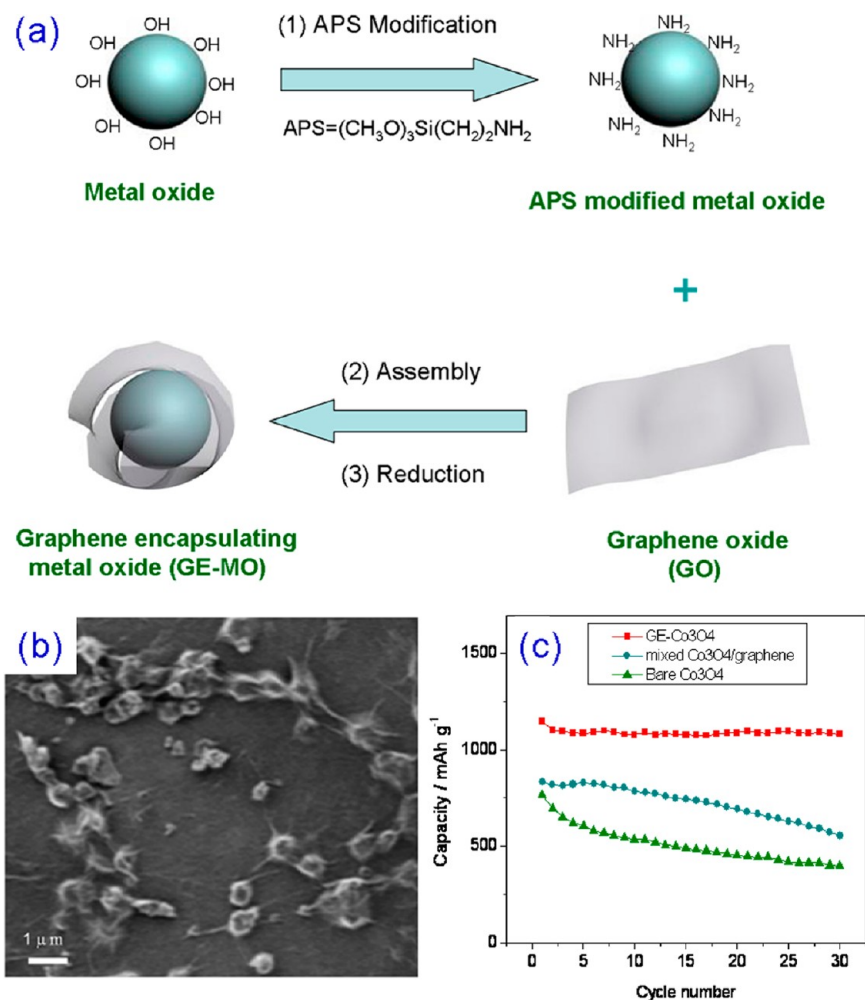 (a)
OH
OH
OH
OH
OH
OH
OH
OH
(1) APS Modification
APS=(CH₃O)₃Si(CH₂)₂NH₂
NH₂
NH₂
NH₂
NH₂
NH₂
NH₂
NH₂
Metal oxide
APS modified metal oxide
+
(2) Assembly
(3) Reduction
Graphene encapsulating
metal oxide (GE-MO)
Graphene oxide
(GO)
(b)
1 μm
(c)
GE-Co3O4
mixed Co3O4/graphene
Bare Co3O4
Capacity / mAh g⁻¹
1500
1000
500
0
0 5 10 15 20 25 30
Cycle number